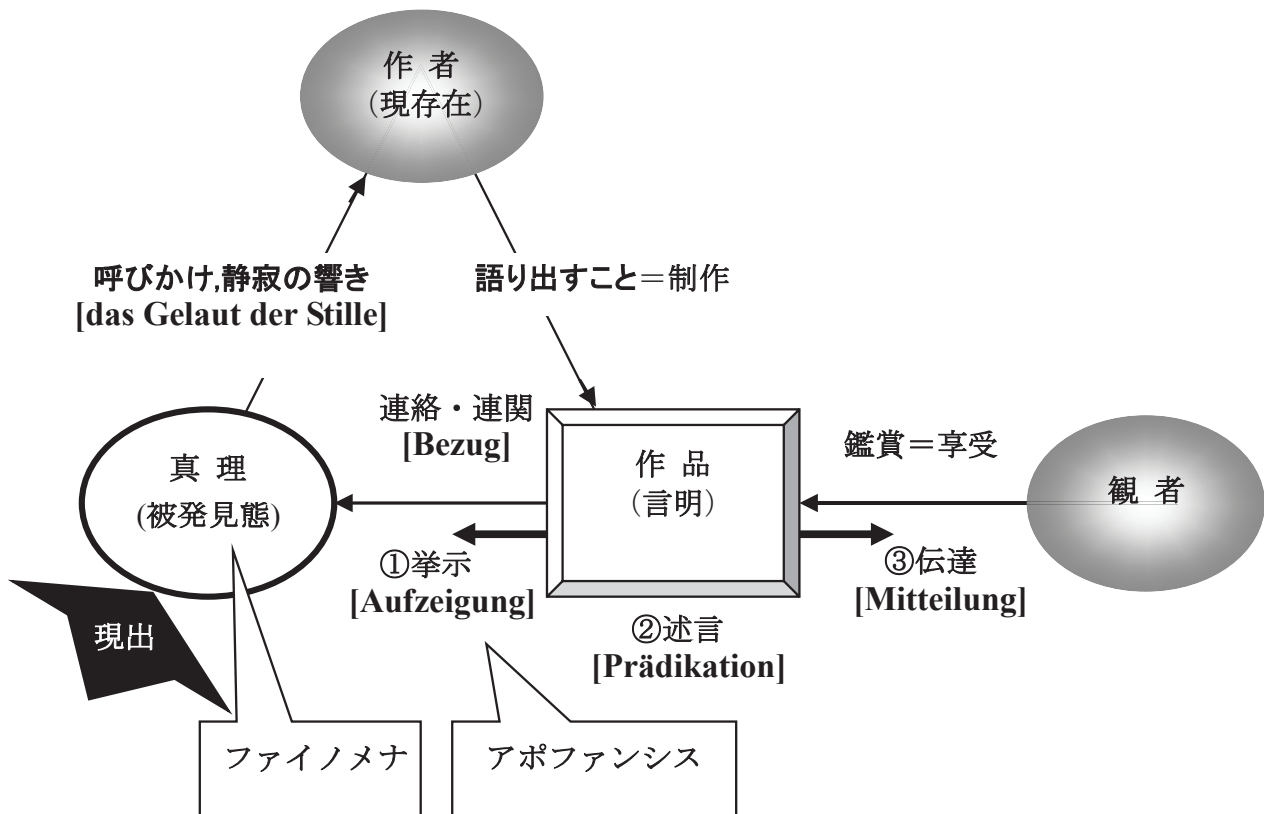 作 者
(現存在)
呼びかけ,静寂の響き
[das Gelaut der Stille]
語り出すこと＝制作
連絡・連関
[Bezug]
真 理
(被発見態)
作 品
(言明)
鑑賞＝享受
観 者
①挙示
[Aufzeigung]
③伝達
[Mitteilung]
②述言
[Prädikation]
現出
ファイノメナ
アポファンシス